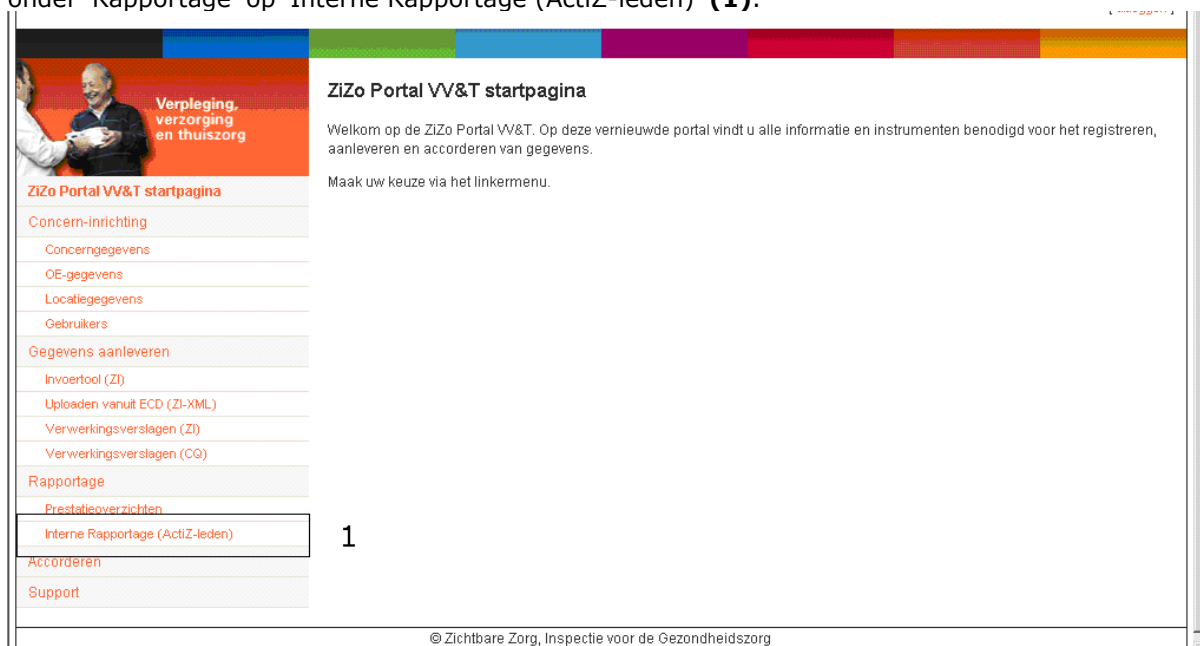 onder 'Rapportage' op 'Interne Rapportage (ActiZ-leden)' (1).
Verpleging,
verzorging
en thuiszorg
ZiZo Portal VV&T startpagina
Concern-inrichting
Concerngegevens
OE-gegevens
Locatiegegevens
Gebruikers
Gegevens aanleveren
Invoertool (ZI)
Uploaden vanuit ECD (ZI-XML)
Verwerkingsverslagen (ZI)
Verwerkingsverslagen (CQ)
Rapportage
Prestatieoverzichten
Interne Rapportage (ActiZ-leden)
1
Accorderen
Support
ZiZo Portal VV&T startpagina
Welkom op de ZiZo Portal VV&T. Op deze vernieuwde portal vindt u alle informatie en instrumenten benodigd voor het registreren,
aanleveren en accorderen van gegevens.
Maak uw keuze via het linkermenu.
© Zichtbare Zorg, Inspectie voor de Gezondheidszorg